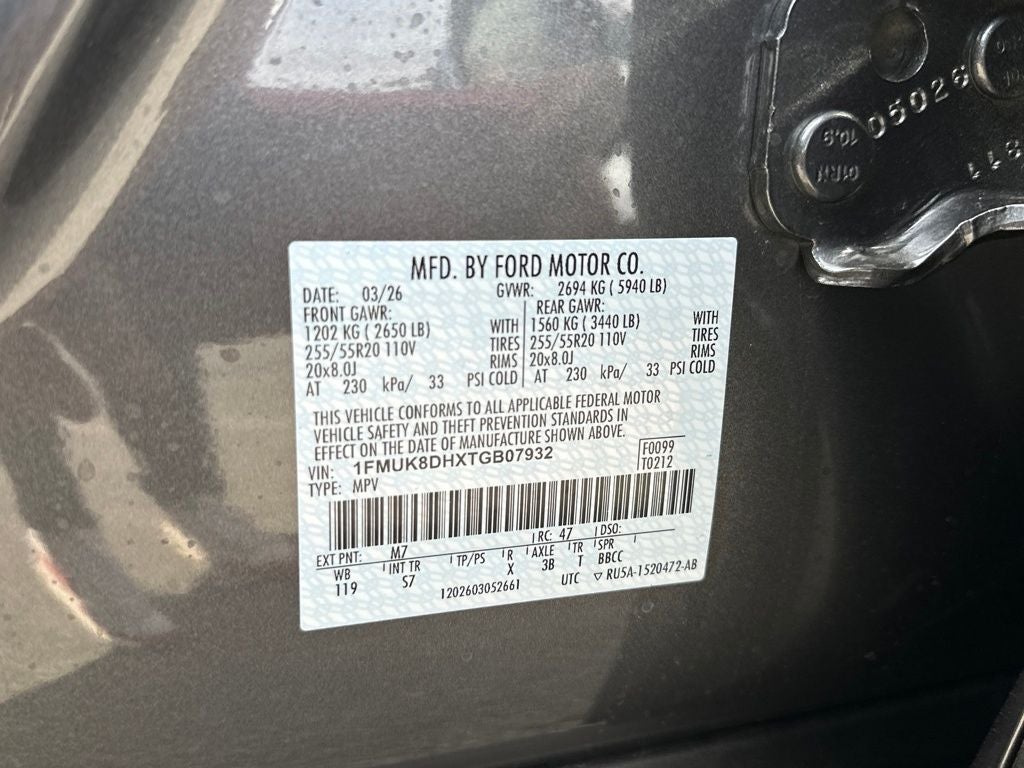 05026
10.9
01RH
811
MFD. BY FORD MOTOR CO.
DATE: 03/26 GVWR: 2694 KG ( 5940 LB)
FRONT GAWR: REAR GAWR:
1202 KG ( 2650 LB) WITH 1560 KG ( 3440 LB) WITH
255/55R20 110V TIRES 255/55R20 110V TIRES
20x8.0J RIMS 20x8.0J RIMS
AT 230 kPa/ 33 PSI COLD AT 230 kPa/ 33 PSI COLD
THIS VEHICLE CONFORMS TO ALL APPLICABLE FEDERAL MOTOR
VEHICLE SAFETY AND THEFT PREVENTION STANDARDS IN
EFFECT ON THE DATE OF MANUFACTURE SHOWN ABOVE.
VIN: 1FMUK8DHXTGB07932 F0099
TYPE: MPV T0212
EXT PNT: M7 RC: 47 DSO:
WB INT TR TP/PS R AXLE TR SPR
119 S7 X 3B T BBCC
1202603052661 UTC ▽ RU5A-1520472-AB